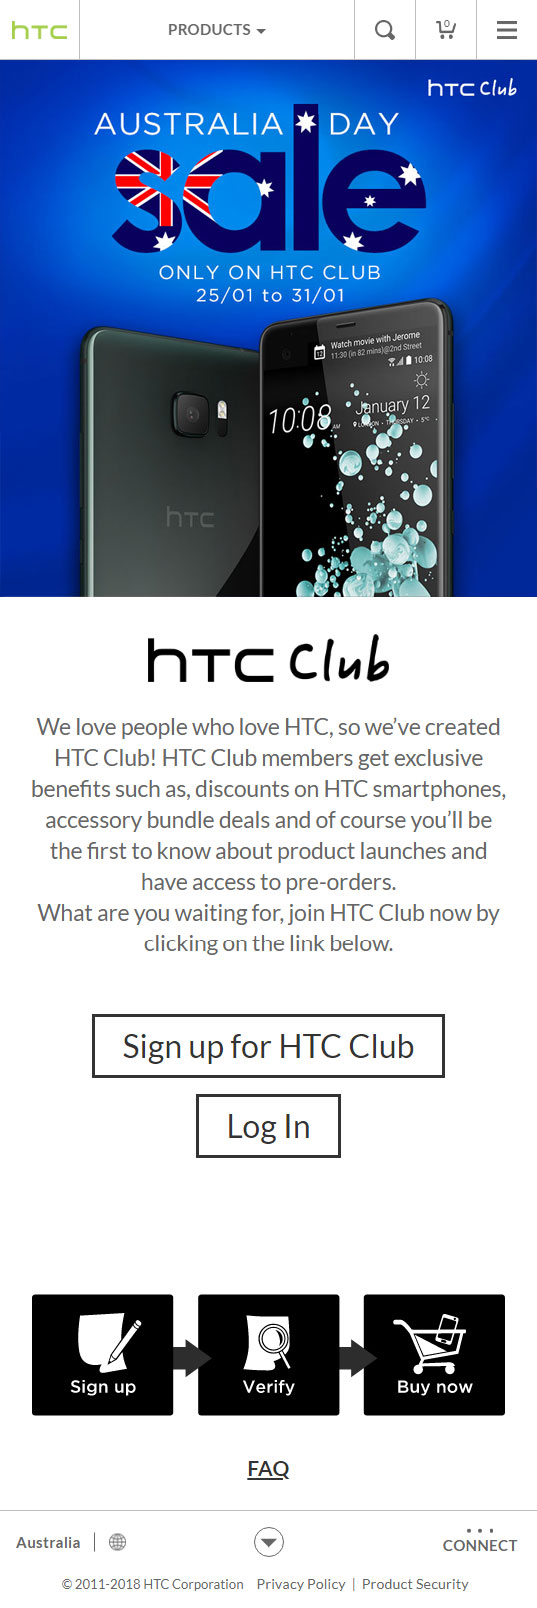 htc
PRODUCTS
0
htc Club
AUSTRALIA DAY
sale
ONLY ON HTC CLUB
25/01 to 31/01
Watch movie with Jerome
11:30 (in 82 mins)@2nd Street
12
10:08
January 12
10:08 AM
LONDON • THURSDAY • 5°C
htc
htc Club
We love people who love HTC, so we’ve created
HTC Club! HTC Club members get exclusive
benefits such as, discounts on HTC smartphones,
accessory bundle deals and of course you’ll be
the first to know about product launches and
have access to pre-orders.
What are you waiting for, join HTC Club now by
clicking on the link below.
Sign up for HTC Club
Log In
Sign up
Verify
Buy now
FAQ
Australia
CONNECT
© 2011-2018 HTC Corporation Privacy Policy | Product Security